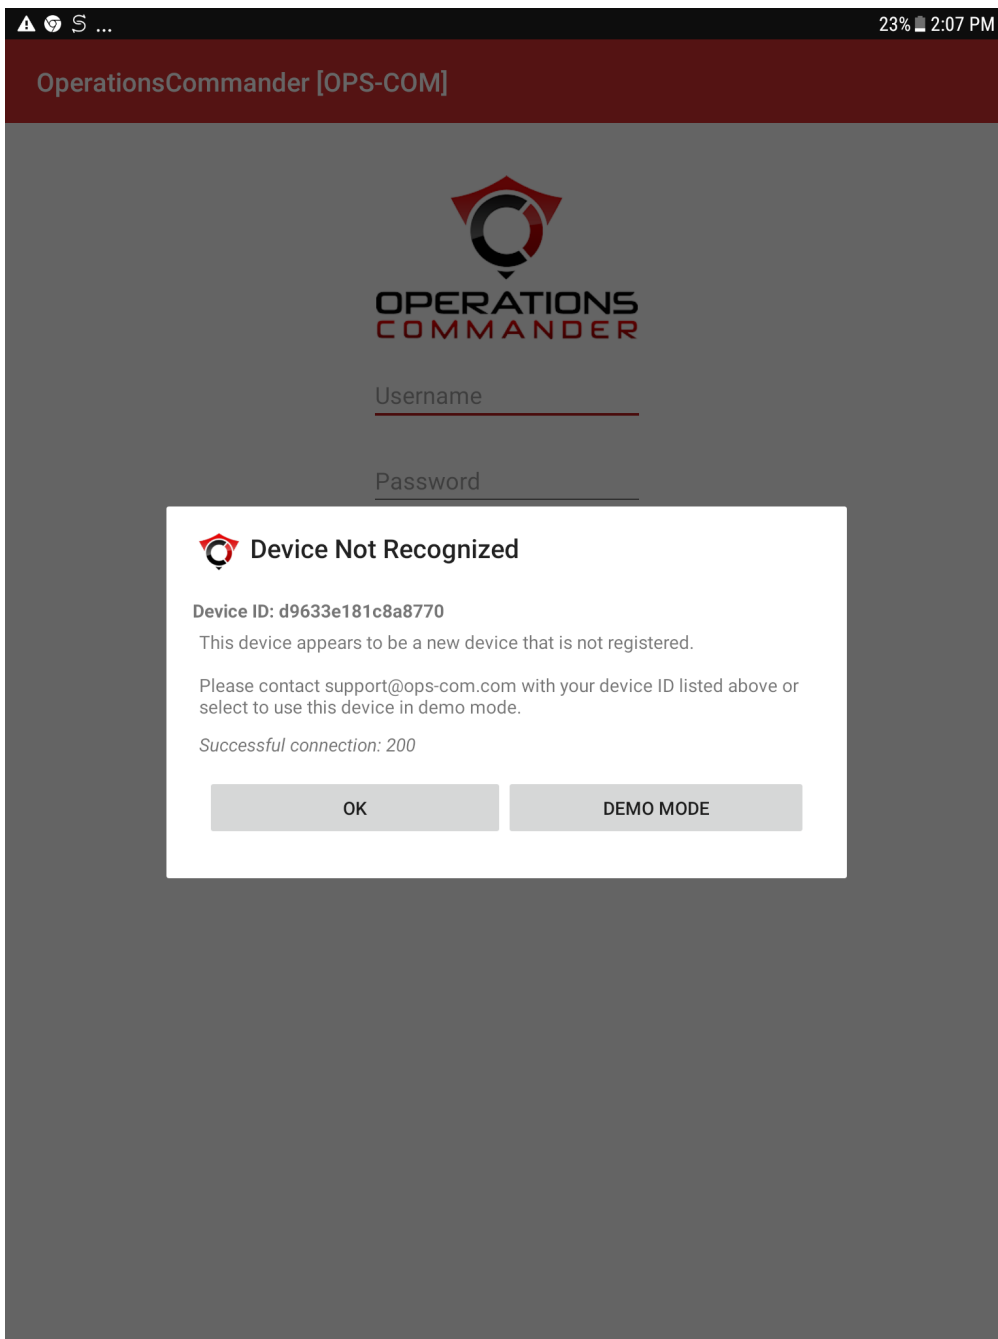 23% 2:07 PM
OperationsCommander [OPS-COM]
OPERATIONS
COMMANDER
Username
Password
Device Not Recognized
Device ID: d9633e181c8a8770
This device appears to be a new device that is not registered.
Please contact support@ops-com.com with your device ID listed above or
select to use this device in demo mode.
Successful connection: 200
OK
DEMO MODE